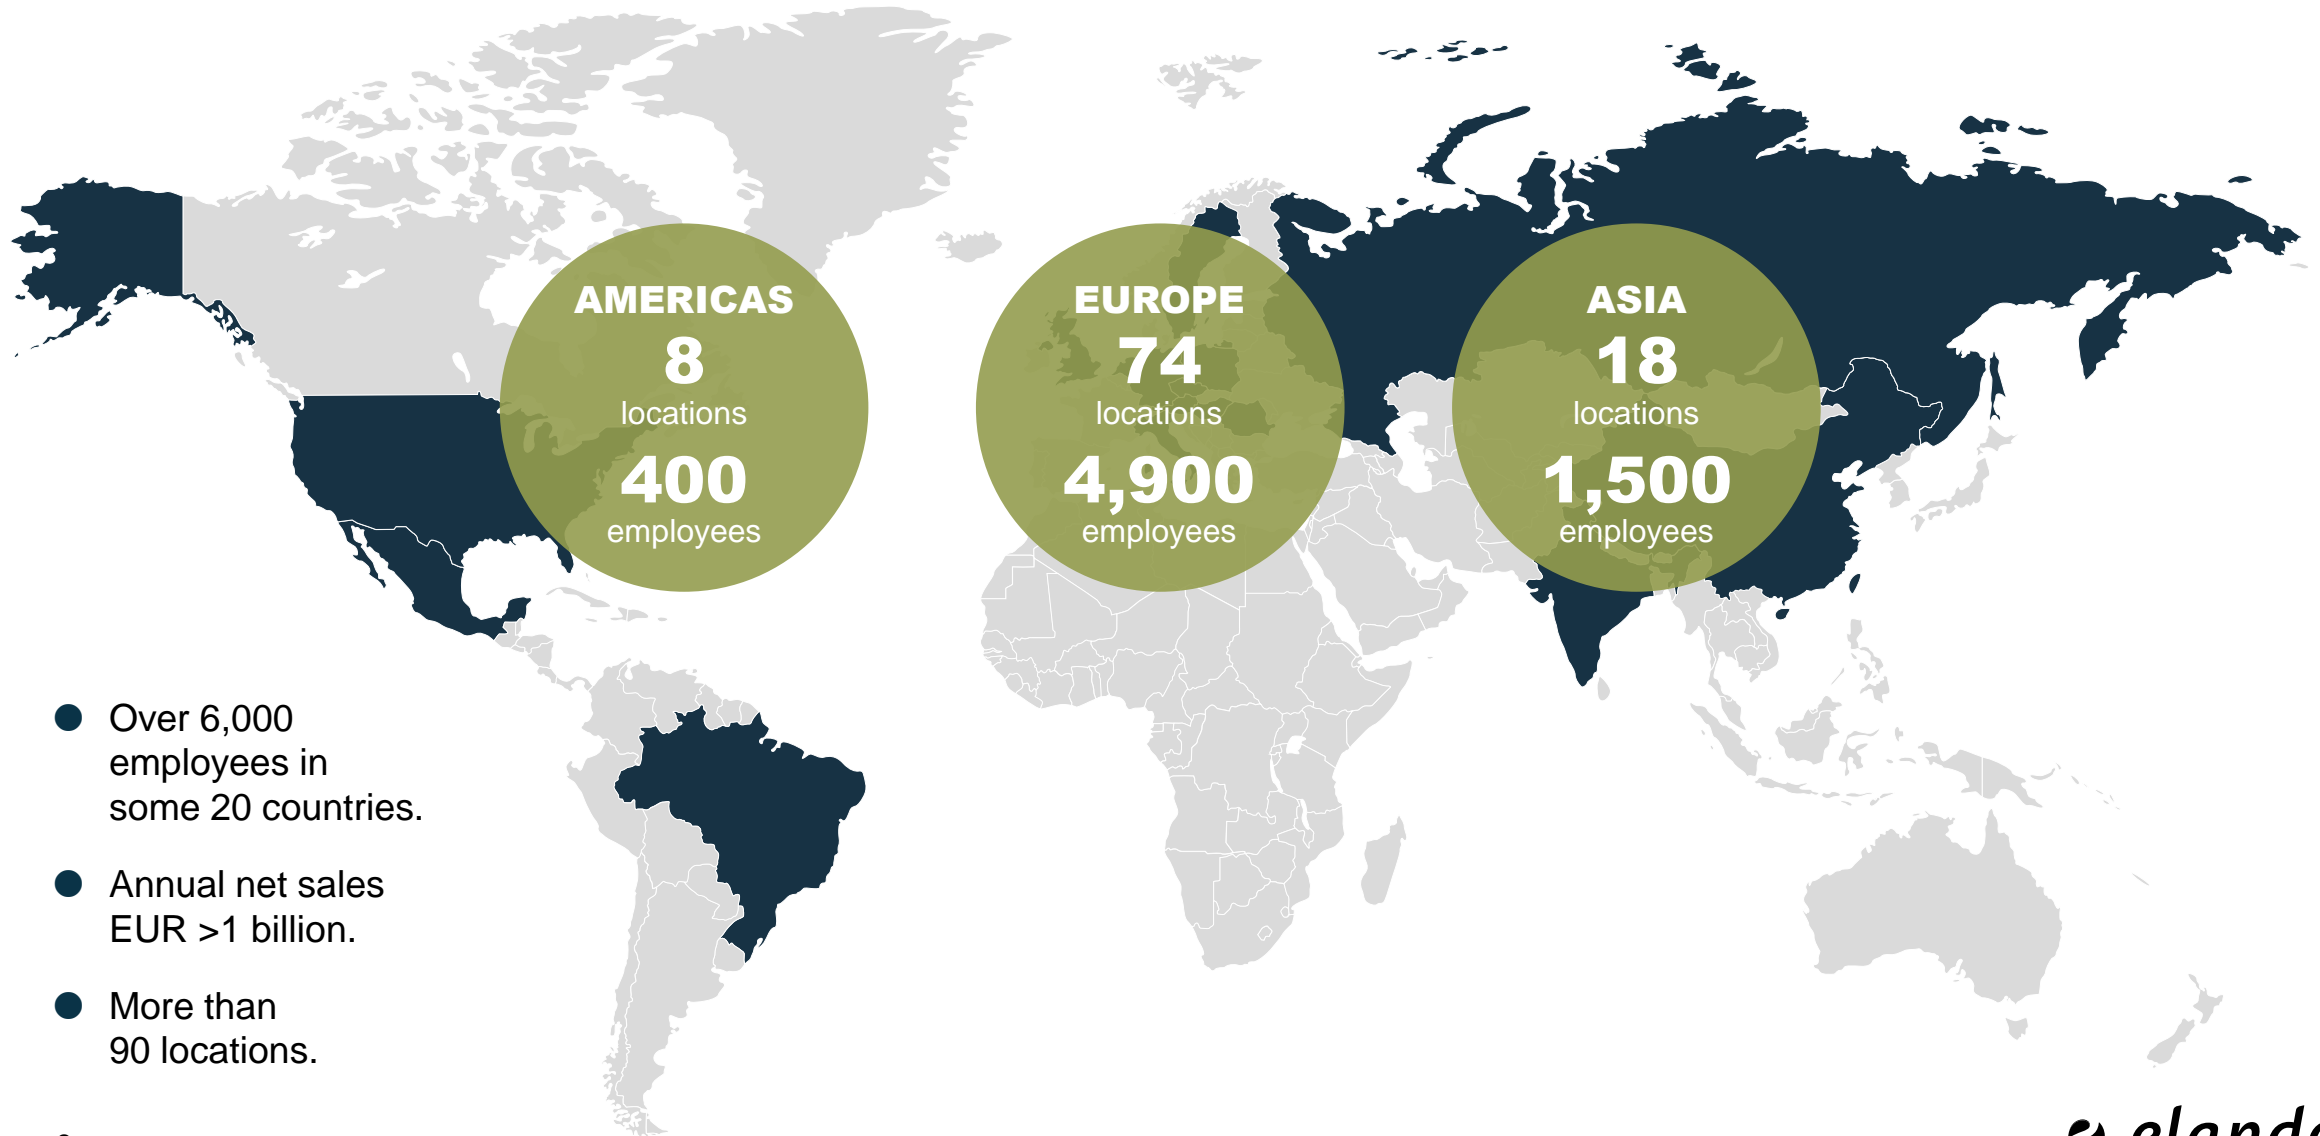 AMERICAS
8
locations
400
employees
EUROPE
74
locations
4,900
employees
ASIA
18
locations
1,500
employees
Over 6,000
employees in
some 20 countries.
Annual net sales
EUR >1 billion.
More than
90 locations.